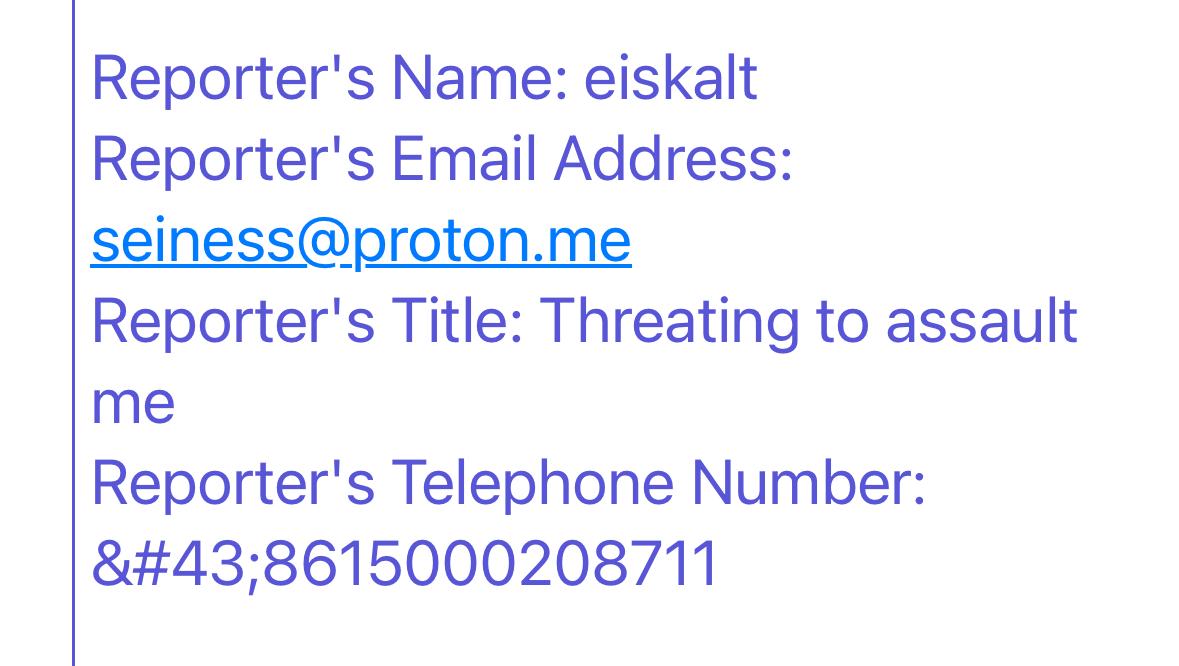 Reporter's Name: eiskalt
Reporter's Email Address:
seiness@proton.me
Reporter's Title: Threating to assault
me
Reporter's Telephone Number:
&#43;8615000208711